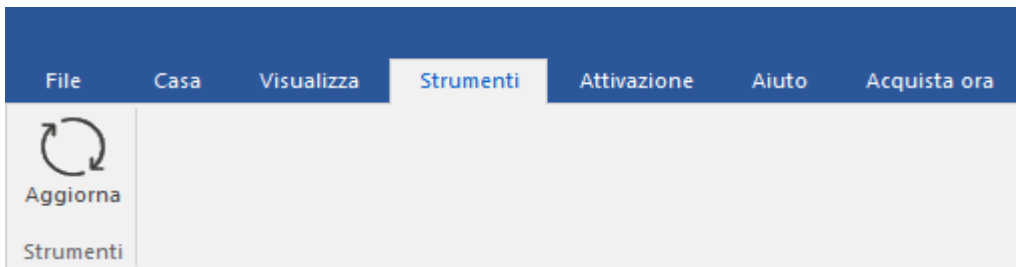 File Casa Visualizza Strumenti Attivazione Aiuto Acquista ora
Aggiorna
Strumenti